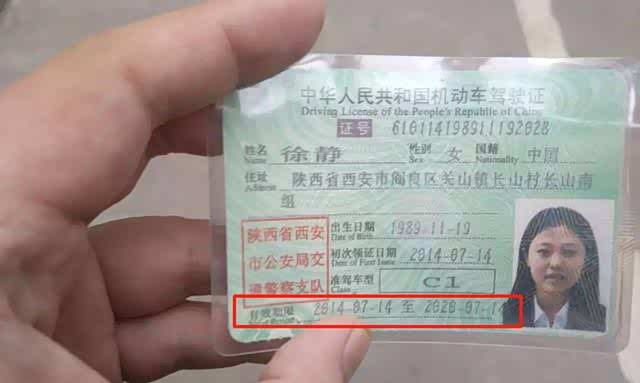 中华人民共和国机动车驾驶证
Driving License of the People's Republic of China
证号 610114198911192028
姓名 徐静 性别 女 国籍 中国
Name Sex Nationality
住址 陕西省西安市阎良区关山镇长山村长山南
Address
组
陕西省西安
市公安局交
通警察支队
出生日期 1989-11-19
Date of Birth
初次领证日期 2014-07-14
Date of First Issue
准驾车型 C1
Class
有效期限 2014-07-14 至 2020-07-14